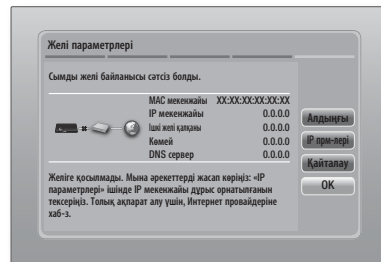 Желі параметрлері
Сымды желі байланысы сәтсіз болды.
MAC мекенжайы XX:XX:XX:XX:XX:XX
IP мекенжайы 0.0.0.0
Ішкі желі қалқаны 0.0.0.0
Көмей 0.0.0.0
DNS сервер 0.0.0.0
Алдыңғы
IP прм-лері
Қайталау
OK
Желіге қосылмады. Мына әрекеттерді жасап көріңіз: «IP
параметрлері» ішінде IP мекенжайы дұрыс орнатылғанын
тексеріңіз. Толық ақпарат алу үшін, Интернет провайдеріне
хаб-з.